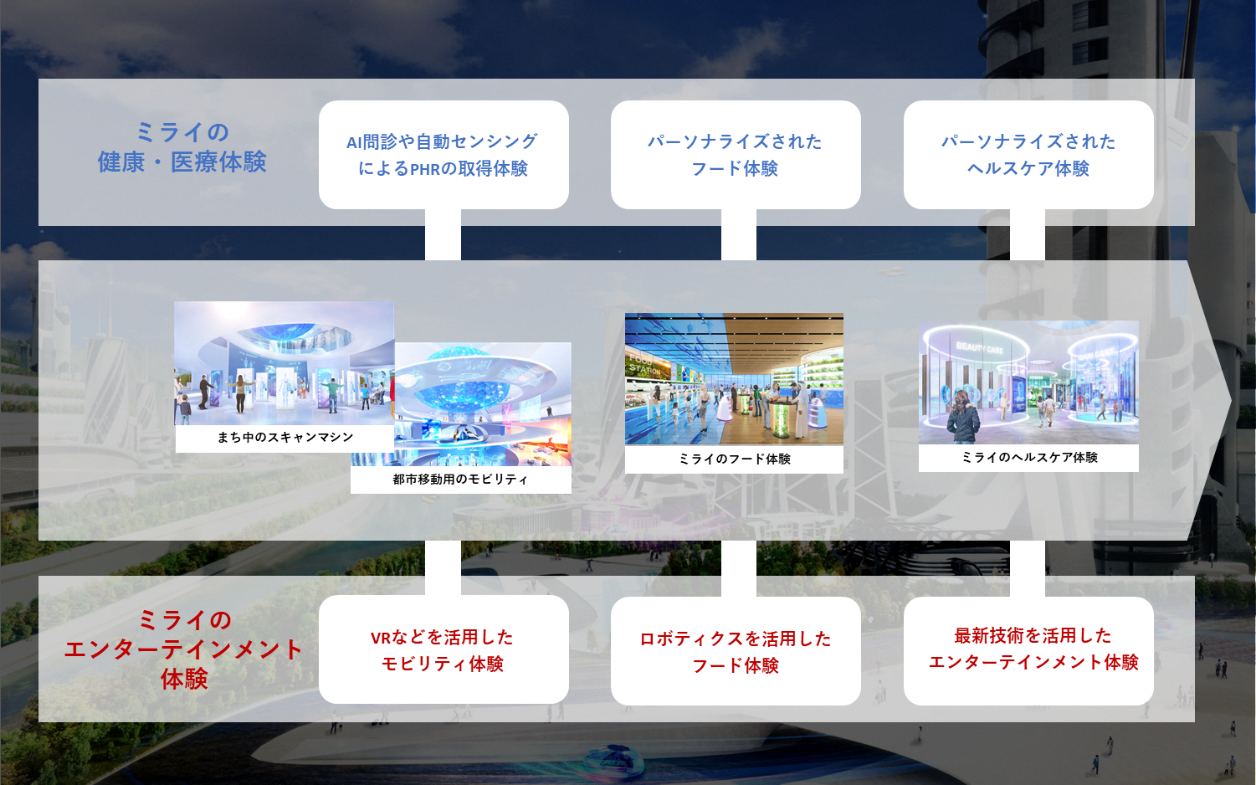 ミライの
健康・医療体験
AI問診や自動センシング
によるPHRの取得体験
パーソナライズされた
フード体験
パーソナライズされた
ヘルスケア体験
まち中のスキャンマシン
都市移動用のモビリティ
STATION
ミライのフード体験
BEAUTY CARE
ミライのヘルスケア体験
ミライの
エンターテインメント
体験
VRなどを活用した
モビリティ体験
ロボティクスを活用した
フード体験
最新技術を活用した
エンターテインメント体験